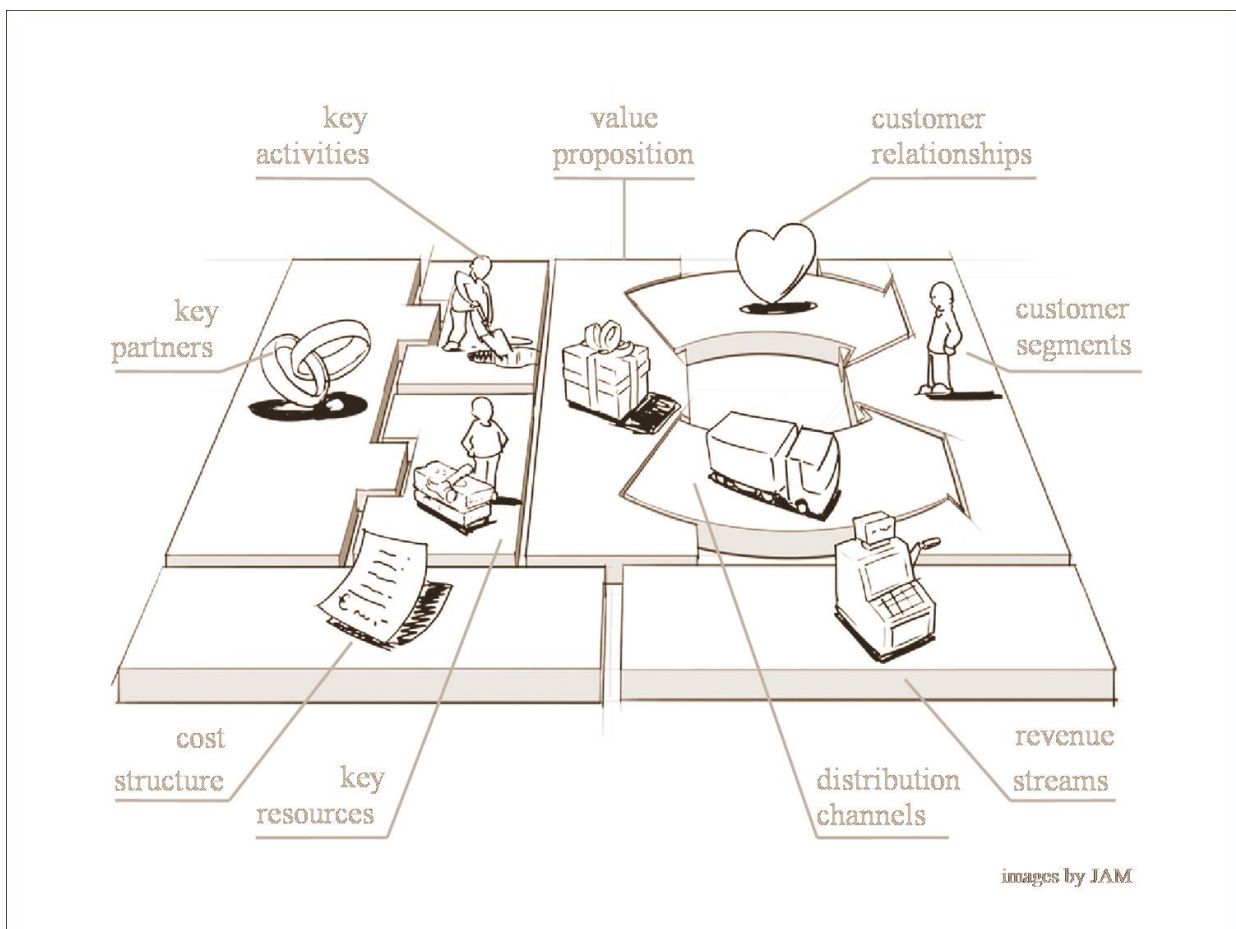 key
activities
value
proposition
customer
relationships
key
partners
customer
segments
cost
structure
key
resources
distribution
channels
revenue
streams
images by JAM